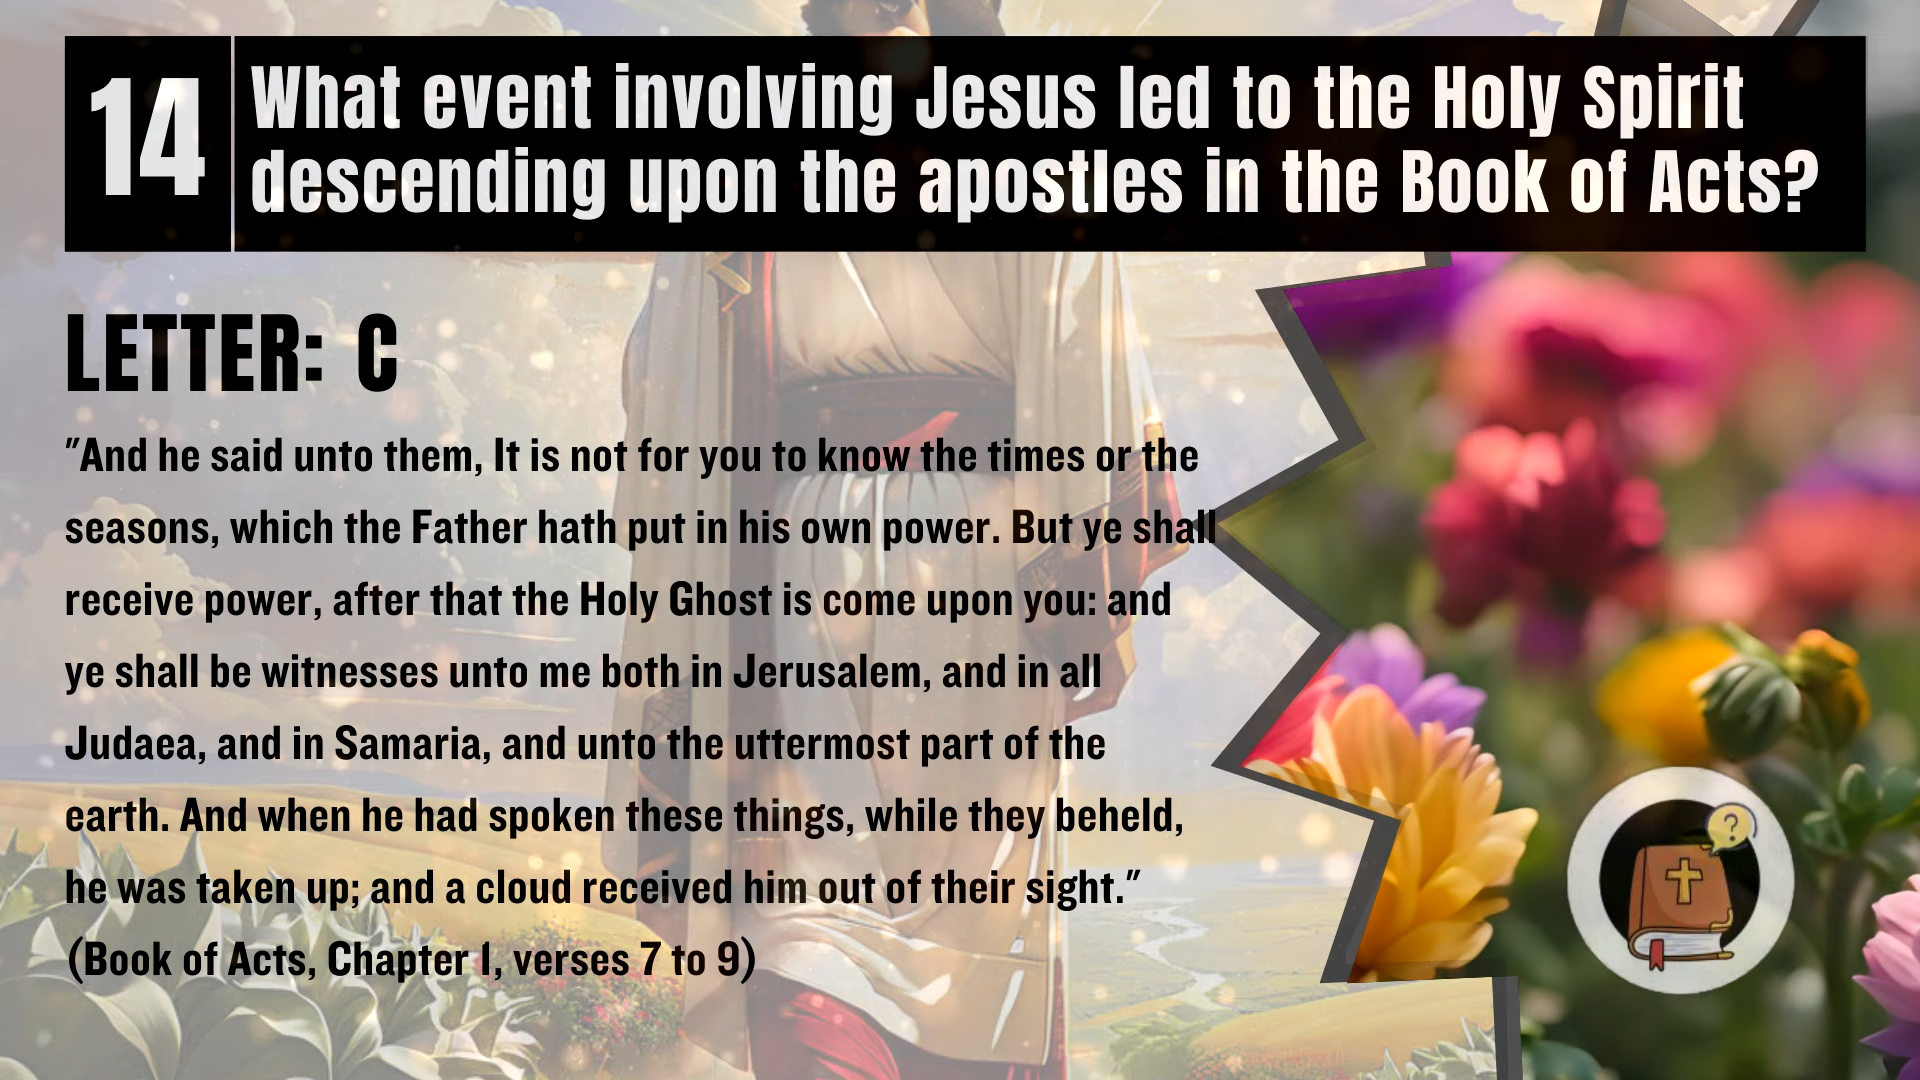 14
What event involving Jesus led to the Holy Spirit
descending upon the apostles in the Book of Acts?
LETTER: C
"And he said unto them, It is not for you to know the times or the
seasons, which the Father hath put in his own power. But ye shall
receive power, after that the Holy Ghost is come upon you: and
ye shall be witnesses unto me both in Jerusalem, and in all
Judaea, and in Samaria, and unto the uttermost part of the
earth. And when he had spoken these things, while they beheld,
he was taken up; and a cloud received him out of their sight."
(Book of Acts, Chapter 1, verses 7 to 9)
?